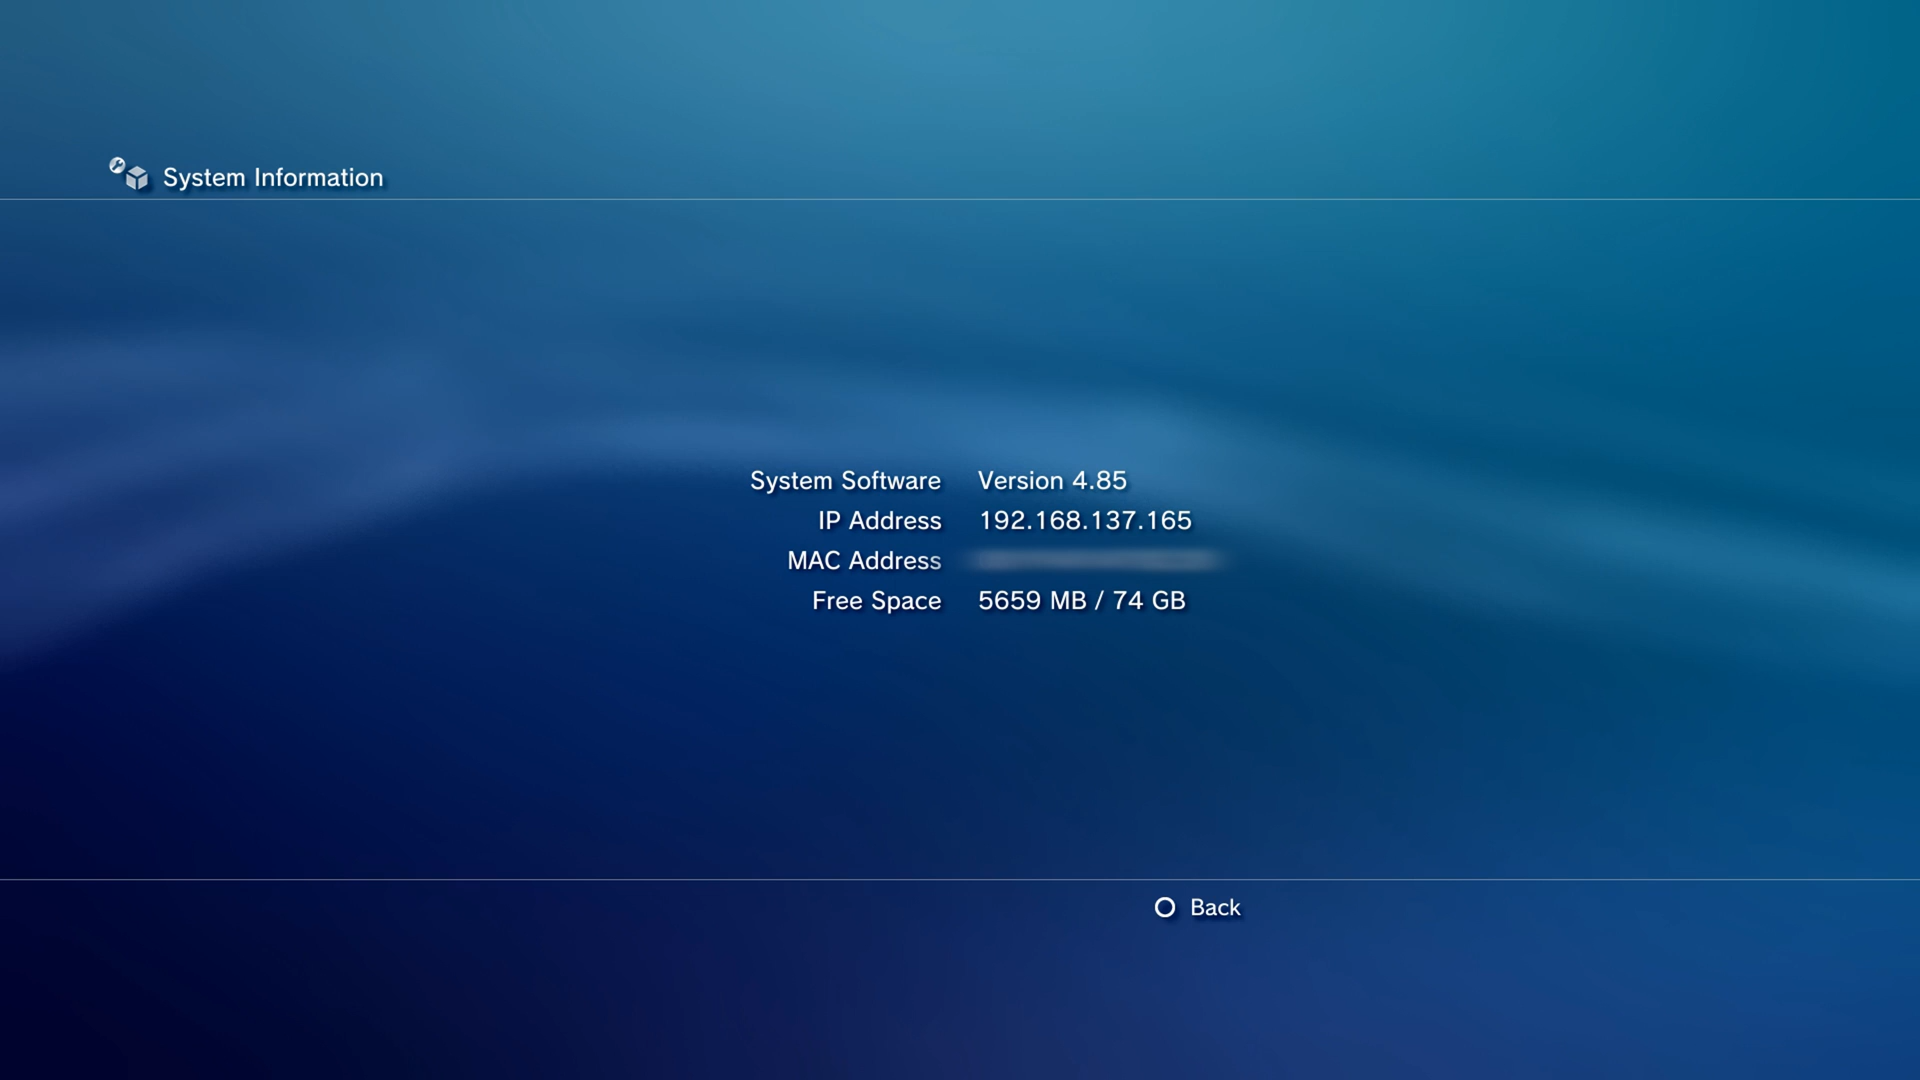 System Information
System Software Version 4.85
IP Address 192.168.137.165
MAC Address
Free Space 5659 MB / 74 GB
Back